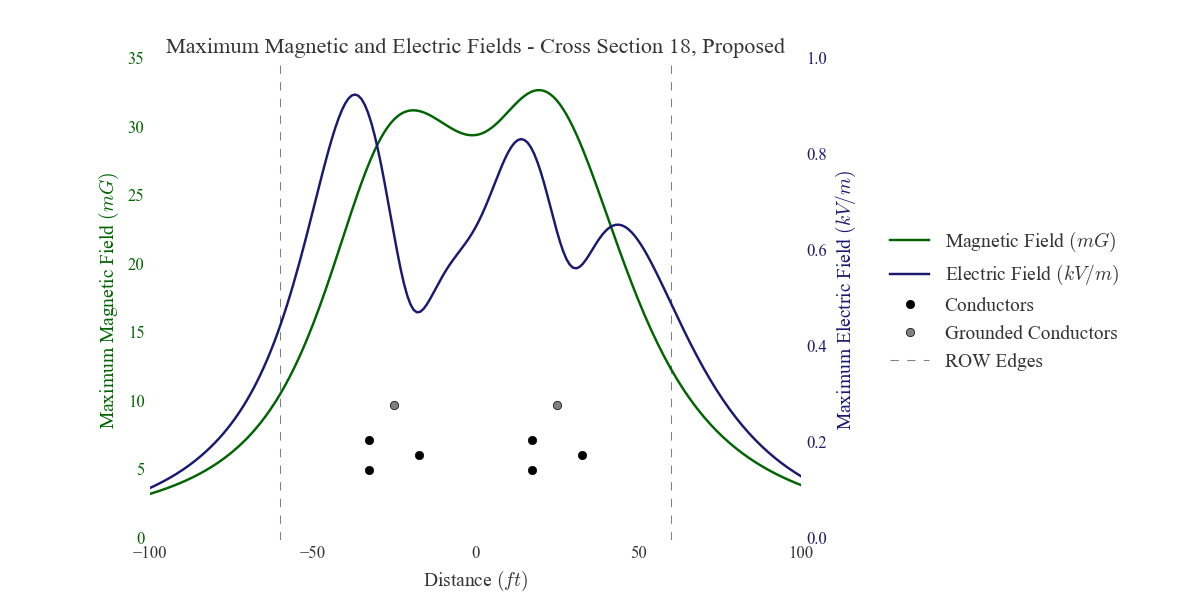 Maximum Magnetic and Electric Fields - Cross Section 18, Proposed
35
30
25
20
15
10
5
0
Maximum Magnetic Field (mG)
1.0
0.8
0.6
0.4
0.2
0.0
Maximum Electric Field (kV/m)
−100
−50
0
50
100
Distance (ft)
Magnetic Field (mG)
Electric Field (kV/m)
Conductors
Grounded Conductors
ROW Edges